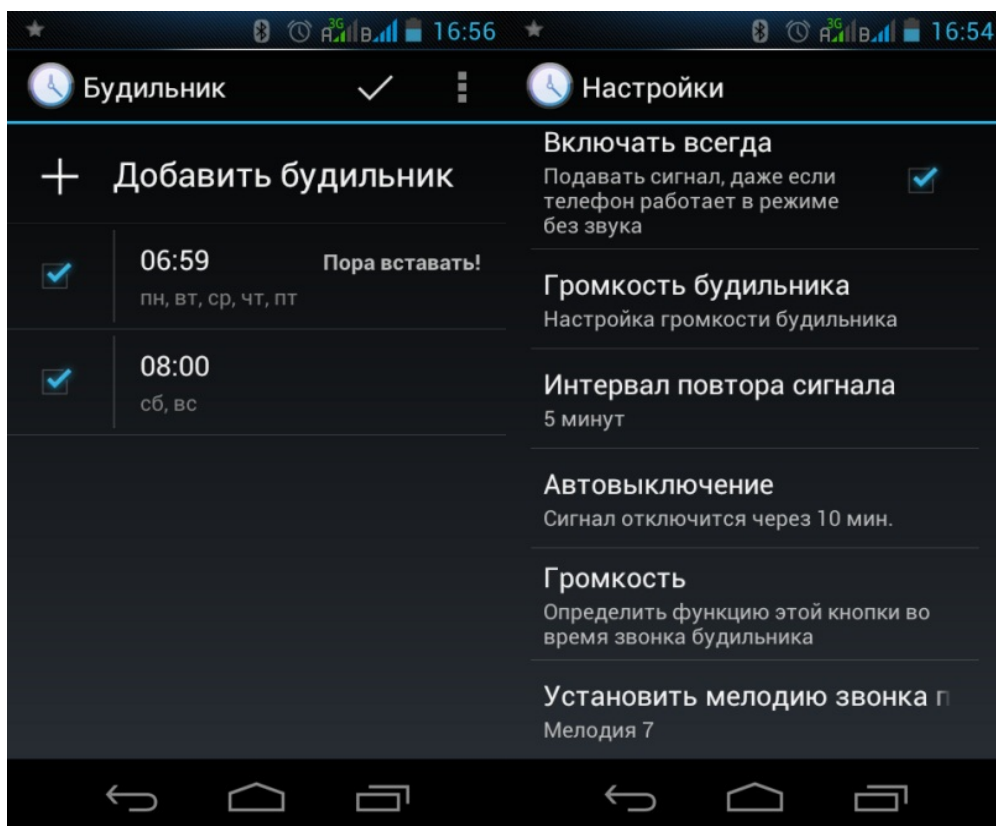 16:56
Будильник
Добавить будильник
06:59 Пора вставать!
пн, вт, ср, чт, пт
08:00
сб, вс
16:54
Настройки
Включать всегда
Подавать сигнал, даже если
телефон работает в режиме
без звука
Громкость будильника
Настройка громкости будильника
Интервал повтора сигнала
5 минут
Автовыключение
Сигнал отключится через 10 мин.
Громкость
Определить функцию этой кнопки во
время звонка будильника
Установить мелодию звонка п
Мелодия 7